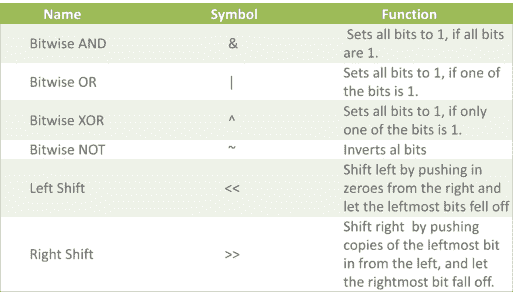 Name Symbol Function
Bitwise AND & Sets all bits to 1, if all bits
are 1.
Bitwise OR | Sets all bits to 1, if one of
the bits is 1.
Bitwise XOR ^ Sets all bits to 1, if only
one of the bits is 1.
Bitwise NOT ~ Inverts al bits
Left Shift << Shift left by pushing in
zeroes from the right and
let the leftmost bits fell off
Right Shift >> Shift right by pushing
copies of the leftmost bit
in from the left, and let
the rightmost bit fall off.